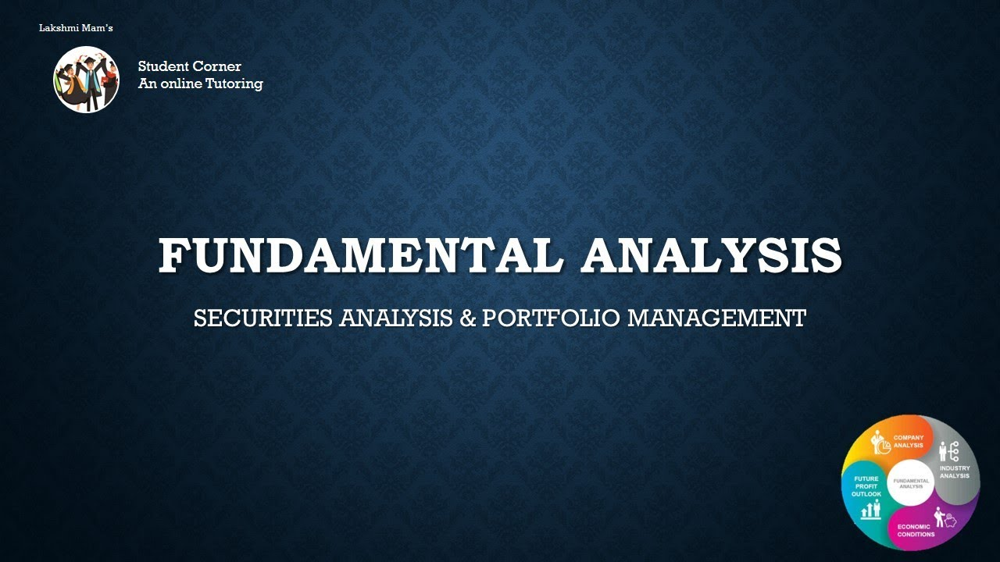 Lakshmi Mam's
Student Corner
An online Tutoring
FUNDAMENTAL ANALYSIS
SECURITIES ANALYSIS & PORTFOLIO MANAGEMENT
COMPANY
ANALYSIS
INDUSTRY
ANALYSIS
FUTURE
PROFIT
OUTLOOK
FUNDAMENTAL
ANALYSIS
ECONOMIC
CONDITIONS